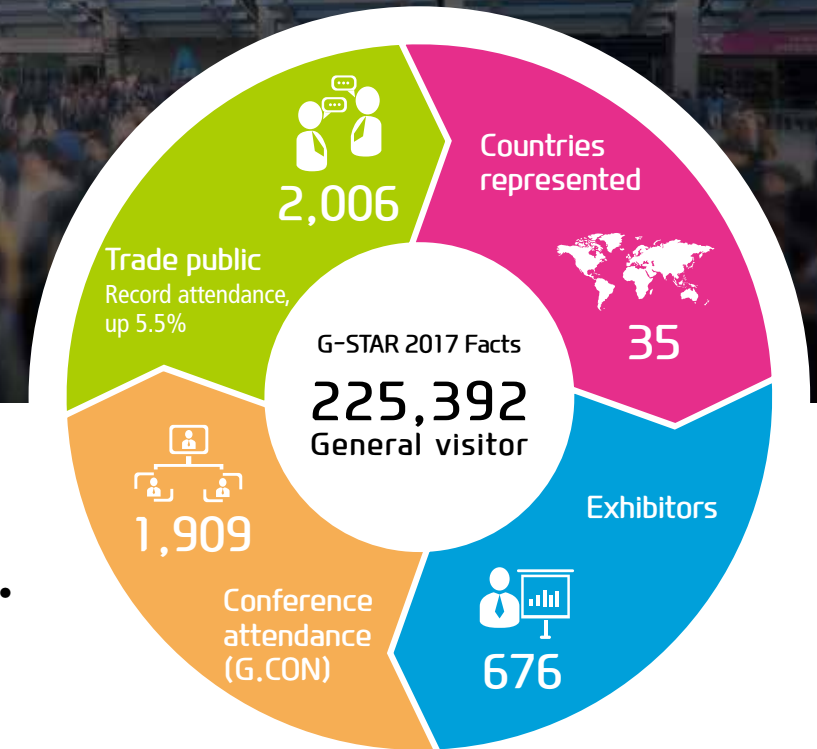 2,006
Trade public
Record attendance,
up 5.5%
Countries
represented
35
G-STAR 2017 Facts
225,392
General visitor
1,909
Conference
attendance
(G.CON)
Exhibitors
676